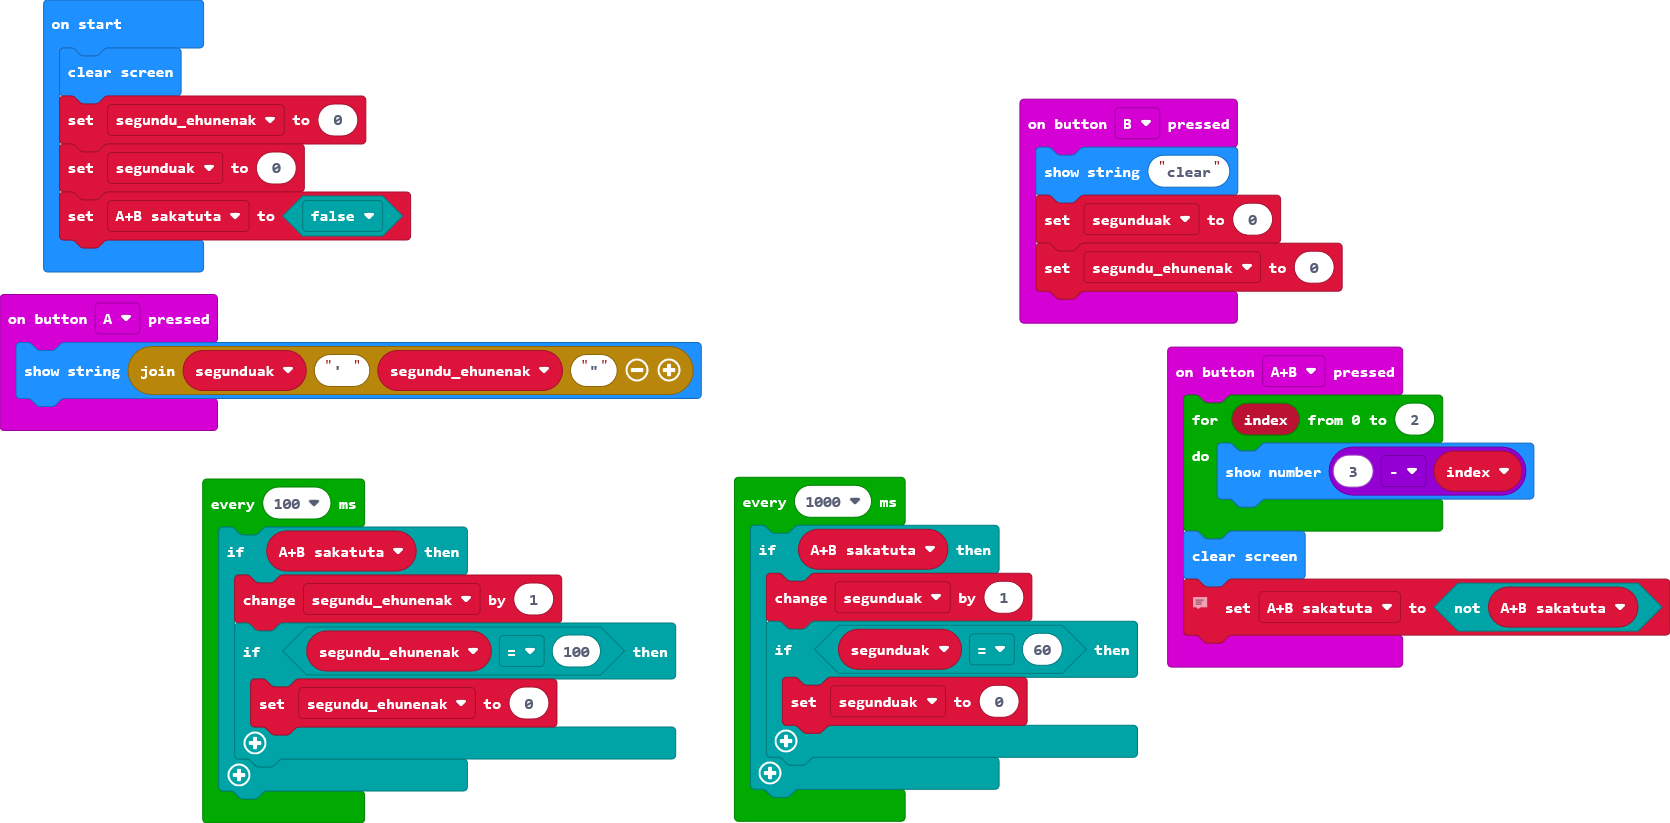 on start
clear screen
set segundu_ehunenak to 0
set segunduak to 0
set A+B sakatuta to false
on button A pressed
show string join segunduak "' " segundu_ehunenak """
on button B pressed
show string "clear"
set segunduak to 0
set segundu_ehunenak to 0
on button A+B pressed
for index from 0 to 2
do
show number 3 - index
clear screen
set A+B sakatuta to not A+B sakatuta
every 100 ms
if A+B sakatuta then
change segundu_ehunenak by 1
if segundu_ehunenak = 100 then
set segundu_ehunenak to 0
every 1000 ms
if A+B sakatuta then
change segunduak by 1
if segunduak = 60 then
set segunduak to 0